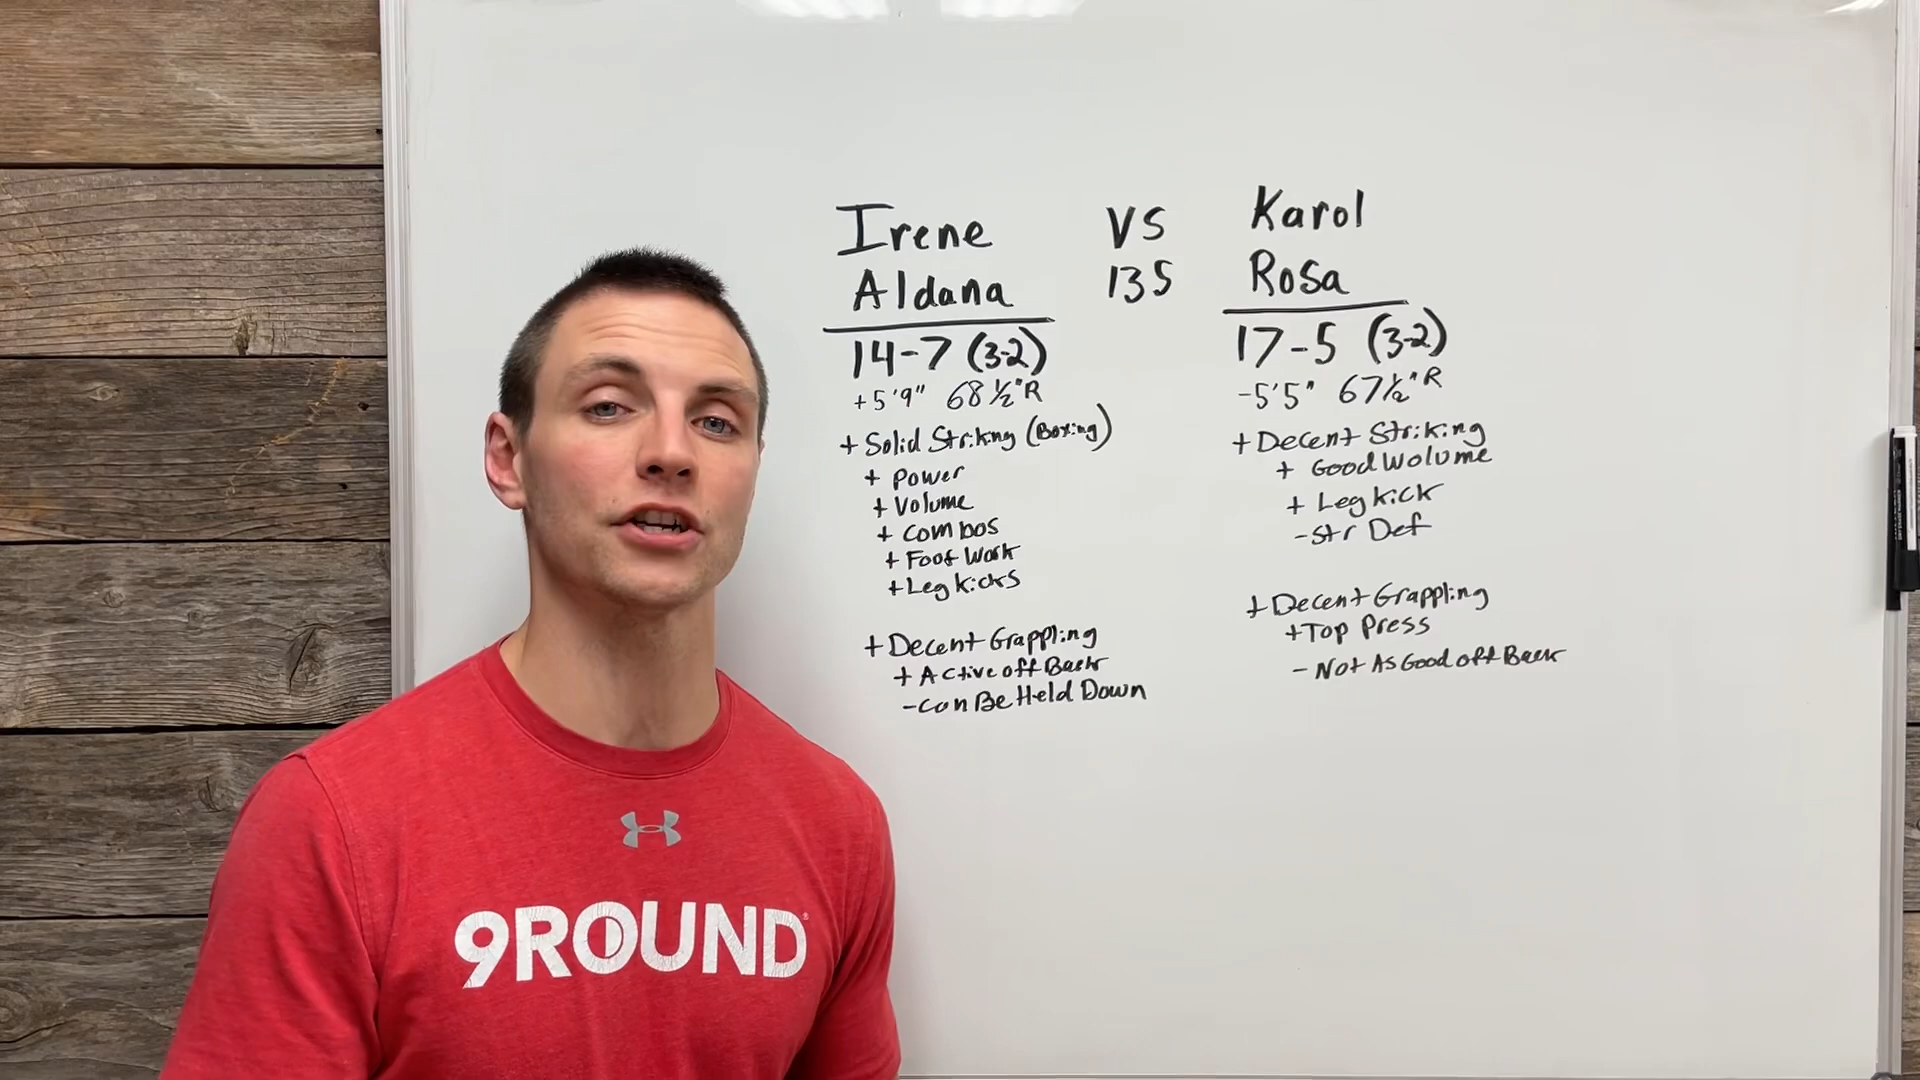 Irene
Aldana
14-7 (3-2)
+5'9" 68½"R
+ Solid Striking (Boxing)
+ Power
+ Volume
+ Combos
+ Foot Work
+ Leg kicks
+ Decent Grappling
+ Active off Back
- Can Be Held Down
VS
135
Karol
Rosa
17-5 (3-2)
-5'5" 67½"R
+ Decent Striking
+ Good Wolume
+ Leg kick
- Str Def
+ Decent Grappling
+ Top Press
- Not As Good off Back
9ROUND